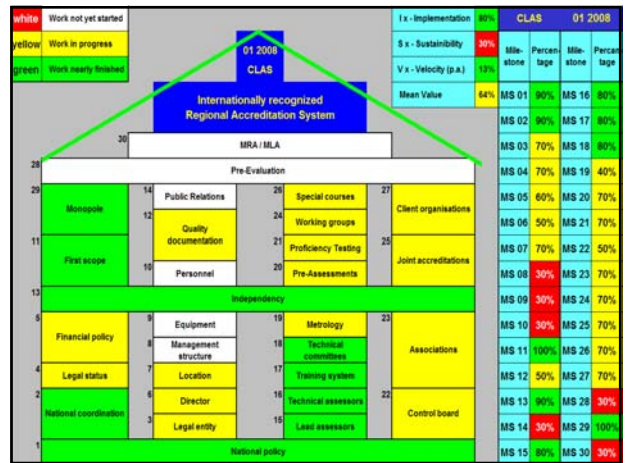 white Work not yet started
yellow Work in progress
green Work nearly finished
01 2008
CLAS
Internationally recognized
Regional Accreditation System
30 MRA / MLA
28 Pre-Evaluation
29 Monopole
14 Public Relations
26 Special courses
27 Client organisations
12 Quality
documentation
24 Working groups
11 First scope
21 Proficiency Testing
25 Joint accreditations
10 Personnel
20 Pre-Assessments
13 Independency
5 Financial policy
9 Equipment
19 Metrology
23 Associations
8 Management
structure
18 Technical
committees
4 Legal status
7 Location
17 Training system
2 National coordination
6 Director
16 Technical assessors
22 Control board
3 Legal entity
15 Lead assessors
1 National policy
I x - Implementation 80%
S x - Sustainibility 30%
V x - Velocity (p.a.) 13%
Mean Value 64%
CLAS 01 2008
Mile-
stone
Percen-
tage
Mile-
stone
Percan
tage
MS 01 90% MS 16 80%
MS 02 90% MS 17 80%
MS 03 70% MS 18 80%
MS 04 70% MS 19 40%
MS 05 60% MS 20 70%
MS 06 50% MS 21 70%
MS 07 70% MS 22 50%
MS 08 30% MS 23 70%
MS 09 30% MS 24 70%
MS 10 30% MS 25 70%
MS 11 100% MS 26 70%
MS 12 50% MS 27 70%
MS 13 90% MS 28 30%
MS 14 30% MS 29 100%
MS 15 80% MS 30 30%